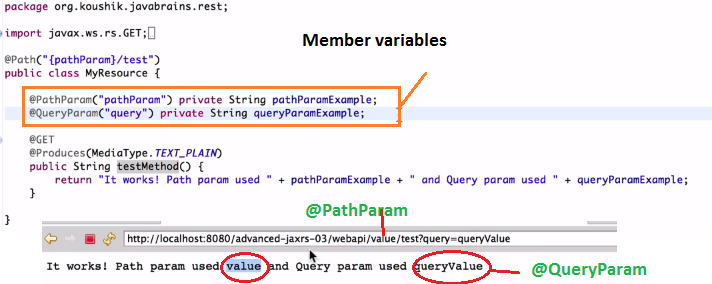 package org.koushik.javabrains.rest;
import javax.ws.rs.GET;
Member variables
@Path("{pathParam}/test")
public class MyResource {
@PathParam("pathParam") private String pathParamExample;
@QueryParam("query") private String queryParamExample;
@GET
@Produces(MediaType.TEXT_PLAIN)
public String testMethod() {
return "It works! Path param used " + pathParamExample + " and Query param used " + queryParamExample;
}
}
@PathParam
http://localhost:8080/advanced-jaxrs-03/webapi/value/test?query=queryValue
It works! Path param used value and Query param used queryValue
@QueryParam